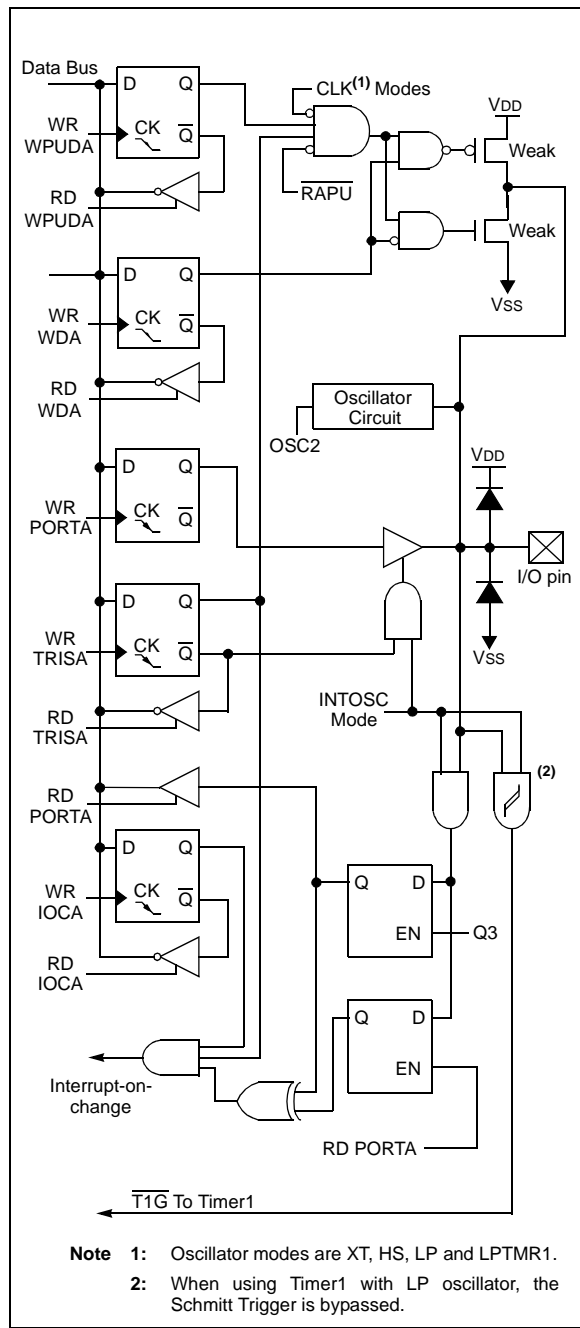 Data Bus
D Q
CLK(1) Modes
VDD
WR
WPUDA
CK Q
Weak
RAPU
RD
WPUDA
Weak
D Q
VSS
WR
WDA
CK Q
RD
WDA
Oscillator
Circuit
OSC2
D Q
VDD
WR
PORTA
CK Q
I/O pin
D Q
WR
TRISA
CK Q
VSS
INTOSC
Mode
RD
TRISA
(2)
RD
PORTA
D Q
WR
IOCA
CK Q
Q D
EN
Q3
RD
IOCA
Q D
EN
Interrupt-on-
change
RD PORTA
T1G To Timer1
Note 1: Oscillator modes are XT, HS, LP and LPTMR1.
2: When using Timer1 with LP oscillator, the
Schmitt Trigger is bypassed.